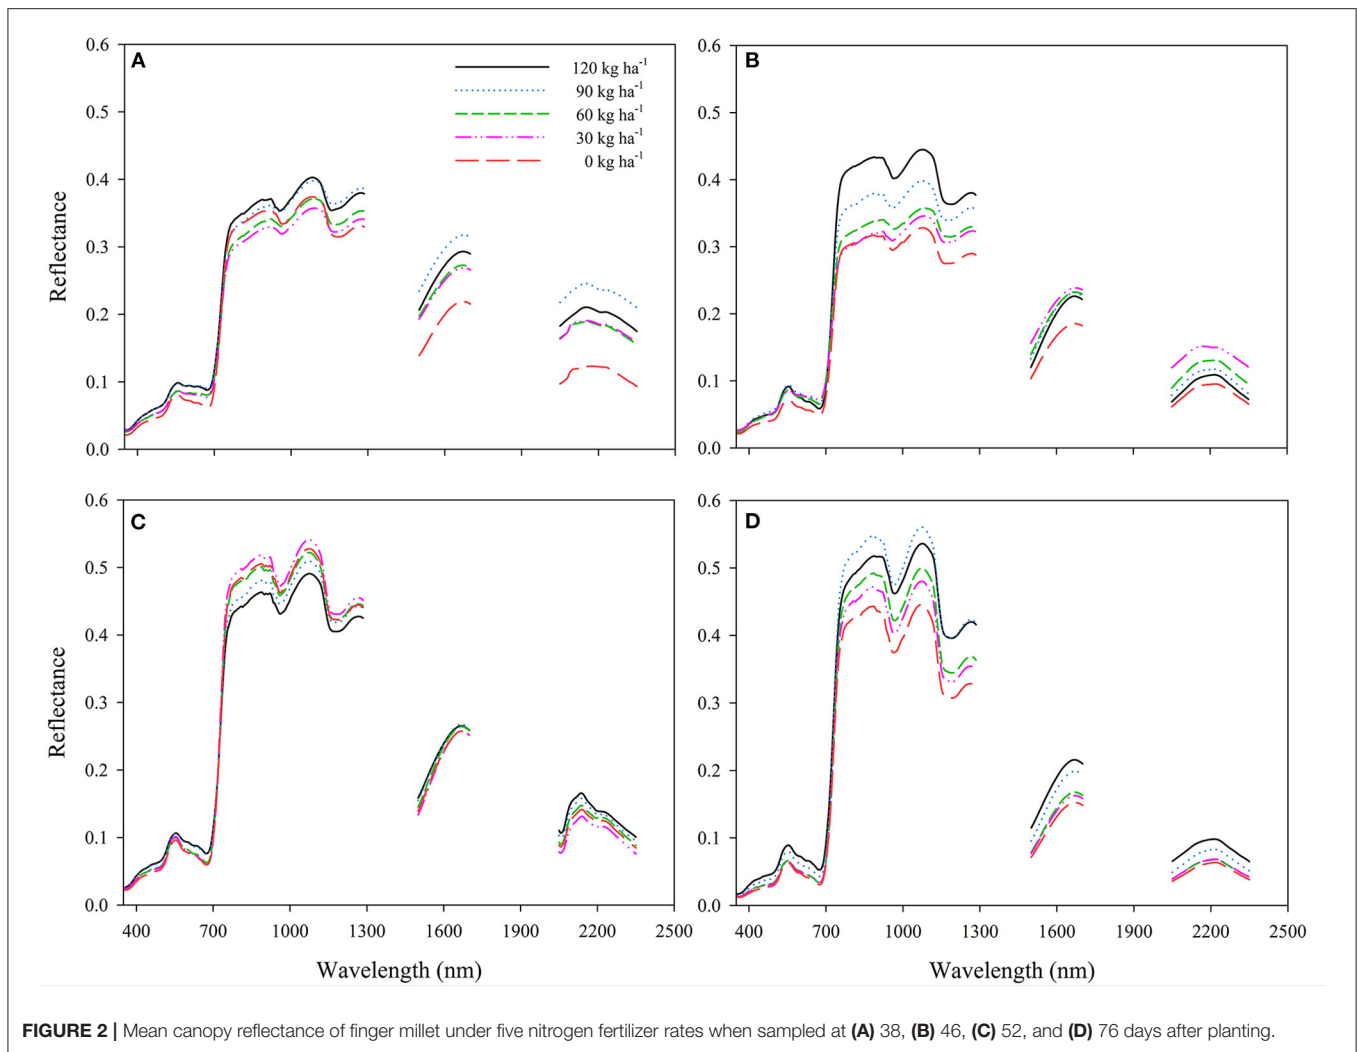 A
120 kg ha-1
90 kg ha-1
60 kg ha-1
30 kg ha-1
0 kg ha-1
0.6
0.5
0.4
0.3
0.2
0.1
0.0
Reflectance
B
0.6
0.5
0.4
0.3
0.2
0.1
0.0
C
0.6
0.5
0.4
0.3
0.2
0.1
0.0
Reflectance
400 700 1000 1300 1600 1900 2200 2500
Wavelength (nm)
D
0.6
0.5
0.4
0.3
0.2
0.1
0.0
400 700 1000 1300 1600 1900 2200 2500
Wavelength (nm)
FIGURE 2 | Mean canopy reflectance of finger millet under five nitrogen fertilizer rates when sampled at (A) 38, (B) 46, (C) 52, and (D) 76 days after planting.